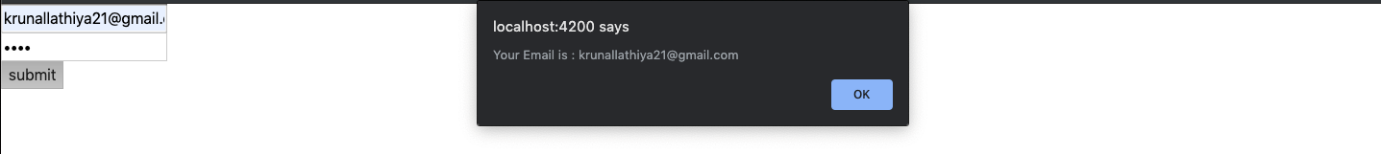 krunallathiya21@gmail.
••••
submit
localhost:4200 says
Your Email is : krunallathiya21@gmail.com
OK